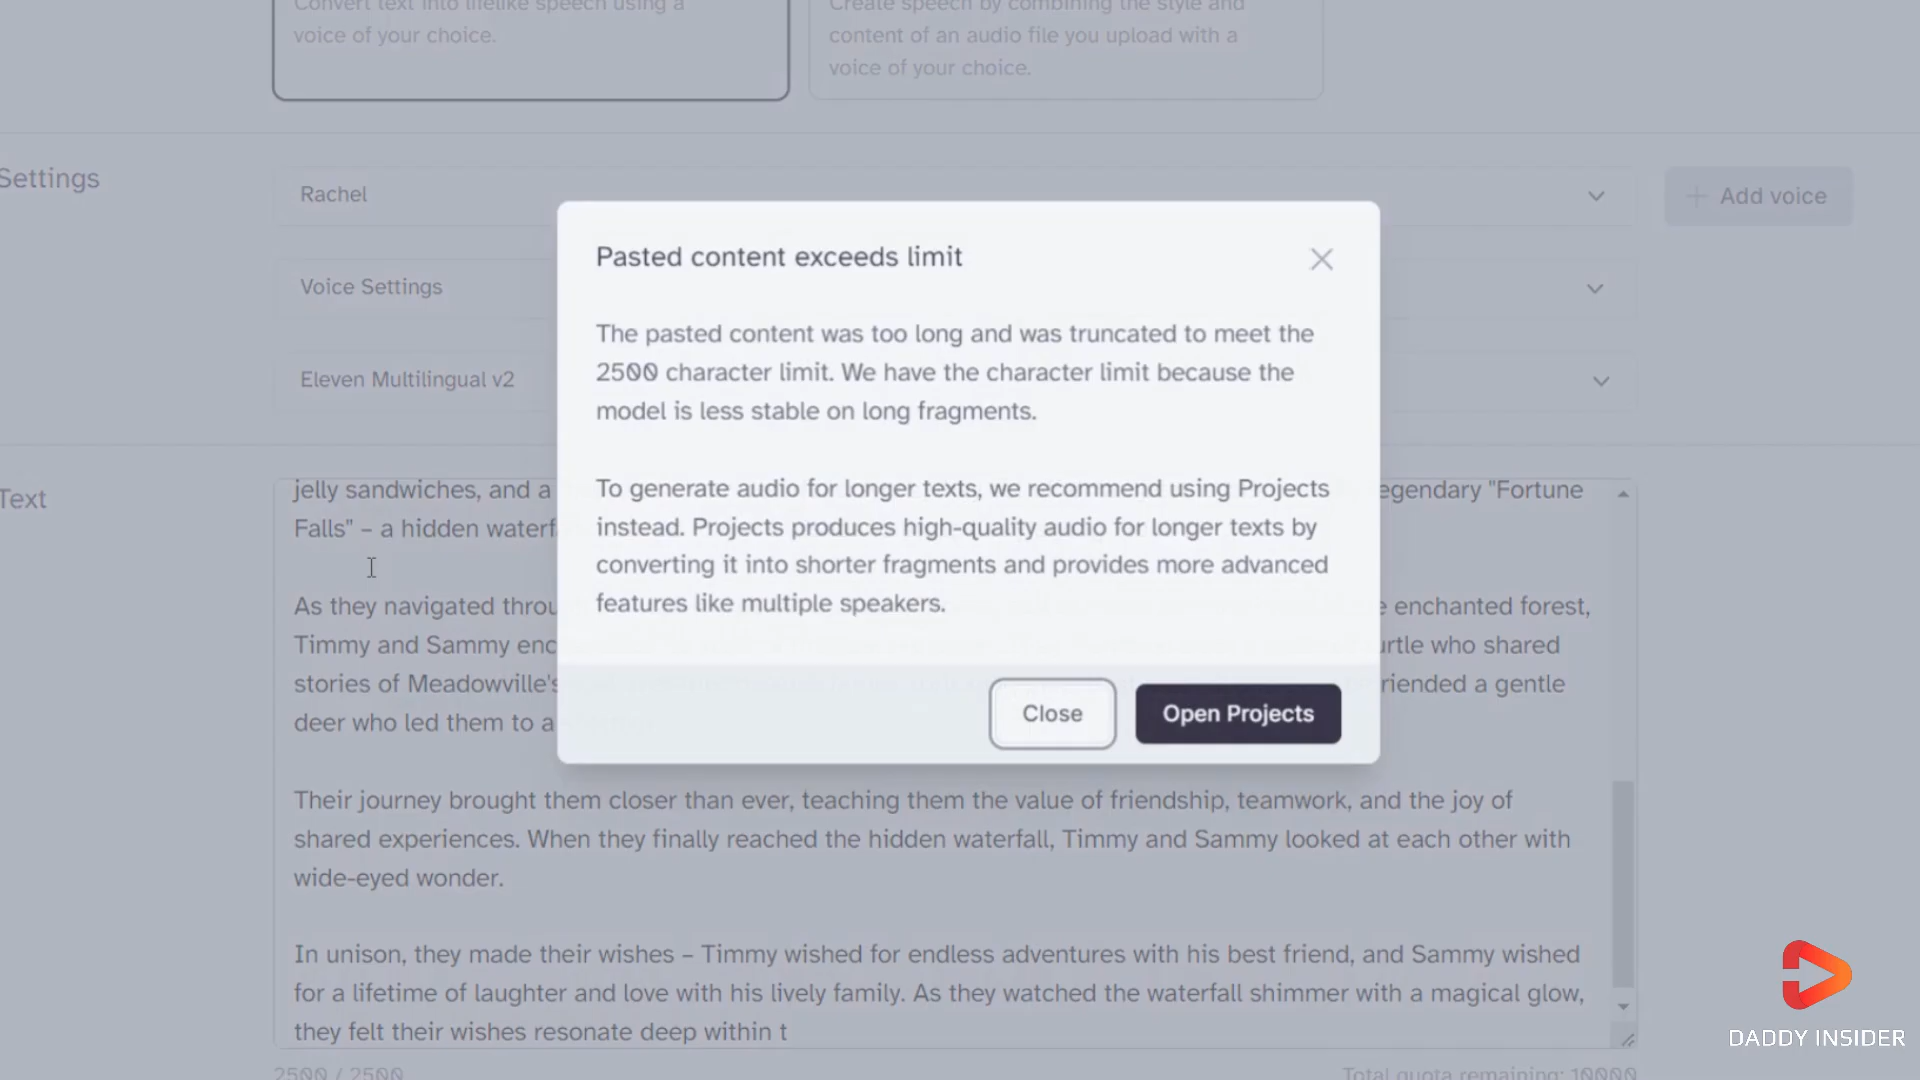 Convert text into lifelike speech using a
voice of your choice.
Create speech by combining the style and
content of an audio file you upload with a
voice of your choice.
Settings
Rachel
Add voice
Voice Settings
Eleven Multilingual v2
Pasted content exceeds limit
The pasted content was too long and was truncated to meet the
2500 character limit. We have the character limit because the
model is less stable on long fragments.
To generate audio for longer texts, we recommend using Projects
instead. Projects produces high-quality audio for longer texts by
converting it into shorter fragments and provides more advanced
features like multiple speakers.
Close
Open Projects
Text
jelly sandwiches, and a
egendary "Fortune
Falls" – a hidden waterf
As they navigated throu
e enchanted forest,
Timmy and Sammy enc
urtle who shared
stories of Meadowville's
riended a gentle
deer who led them to a
Their journey brought them closer than ever, teaching them the value of friendship, teamwork, and the joy of
shared experiences. When they finally reached the hidden waterfall, Timmy and Sammy looked at each other with
wide-eyed wonder.
In unison, they made their wishes – Timmy wished for endless adventures with his best friend, and Sammy wished
for a lifetime of laughter and love with his lively family. As they watched the waterfall shimmer with a magical glow,
they felt their wishes resonate deep within t
2500 / 2500
Total quota remaining: 10000
DADDY INSIDER